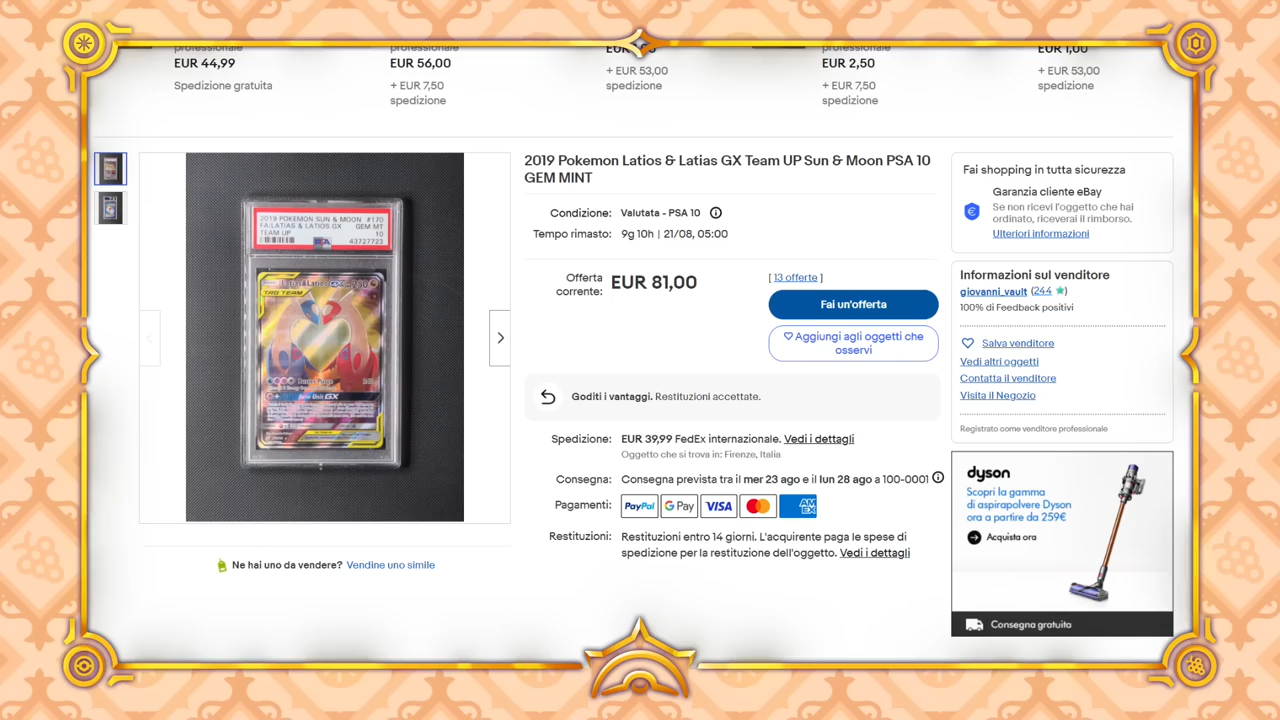 professionale
EUR 44,99
Spedizione gratuita
professionale
EUR 56,00
+ EUR 7,50
spedizione
+ EUR 53,00
spedizione
professionale
EUR 2,50
+ EUR 7,50
spedizione
EUR 1,00
+ EUR 53,00
spedizione
2019 POKEMON SUN & MOON #170
FA/LATIAS & LATIOS GX GEM MT
TEAM UP 10
PSA
43727723
TAG TEAM
Latias & Latios GX
Buster Purge
Aero Unit GX
Ne hai uno da vendere? Vendine uno simile
2019 Pokemon Latios & Latias GX Team UP Sun & Moon PSA 10
GEM MINT
Condizione: Valutata - PSA 10
Tempo rimasto: 9g 10h | 21/08, 05:00
Offerta
corrente:
EUR 81,00
[ 13 offerte ]
Fai un'offerta
Aggiungi agli oggetti che
osservi
Goditi i vantaggi. Restituzioni accettate.
Spedizione: EUR 39,99 FedEx internazionale. Vedi i dettagli
Oggetto che si trova in: Firenze, Italia
Consegna: Consegna prevista tra il mer 23 ago e il lun 28 ago a 100-0001
Pagamenti: PayPal G Pay VISA AMEX
Restituzioni: Restituzioni entro 14 giorni. L'acquirente paga le spese di
spedizione per la restituzione dell'oggetto. Vedi i dettagli
Fai shopping in tutta sicurezza
Garanzia cliente eBay
Se non ricevi l'oggetto che hai
ordinato, riceverai il rimborso.
Ulteriori informazioni
Informazioni sul venditore
giovanni_vault (244)
100% di Feedback positivi
Salva venditore
Vedi altri oggetti
Contatta il venditore
Visita il Negozio
Registrato come venditore professionale
dyson
Scopri la gamma
di aspirapolvere Dyson
ora a partire da 259€
Acquista ora
Consegna gratuita